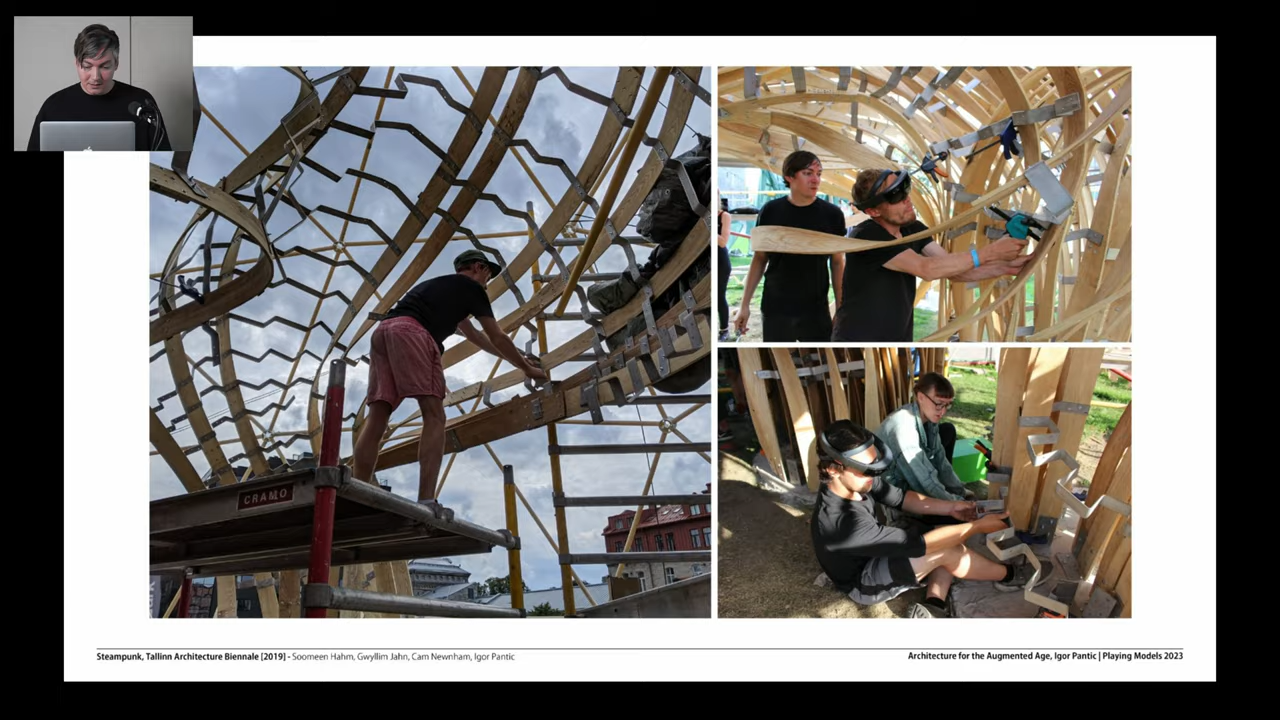 CRAMO
Steampunk, Tallinn Architecture Biennale [2019] - Soomeen Hahm, Gwyllim Jahn, Cam Newnham, Igor Pantic
Architecture for the Augmented Age, Igor Pantic | Playing Models 2023